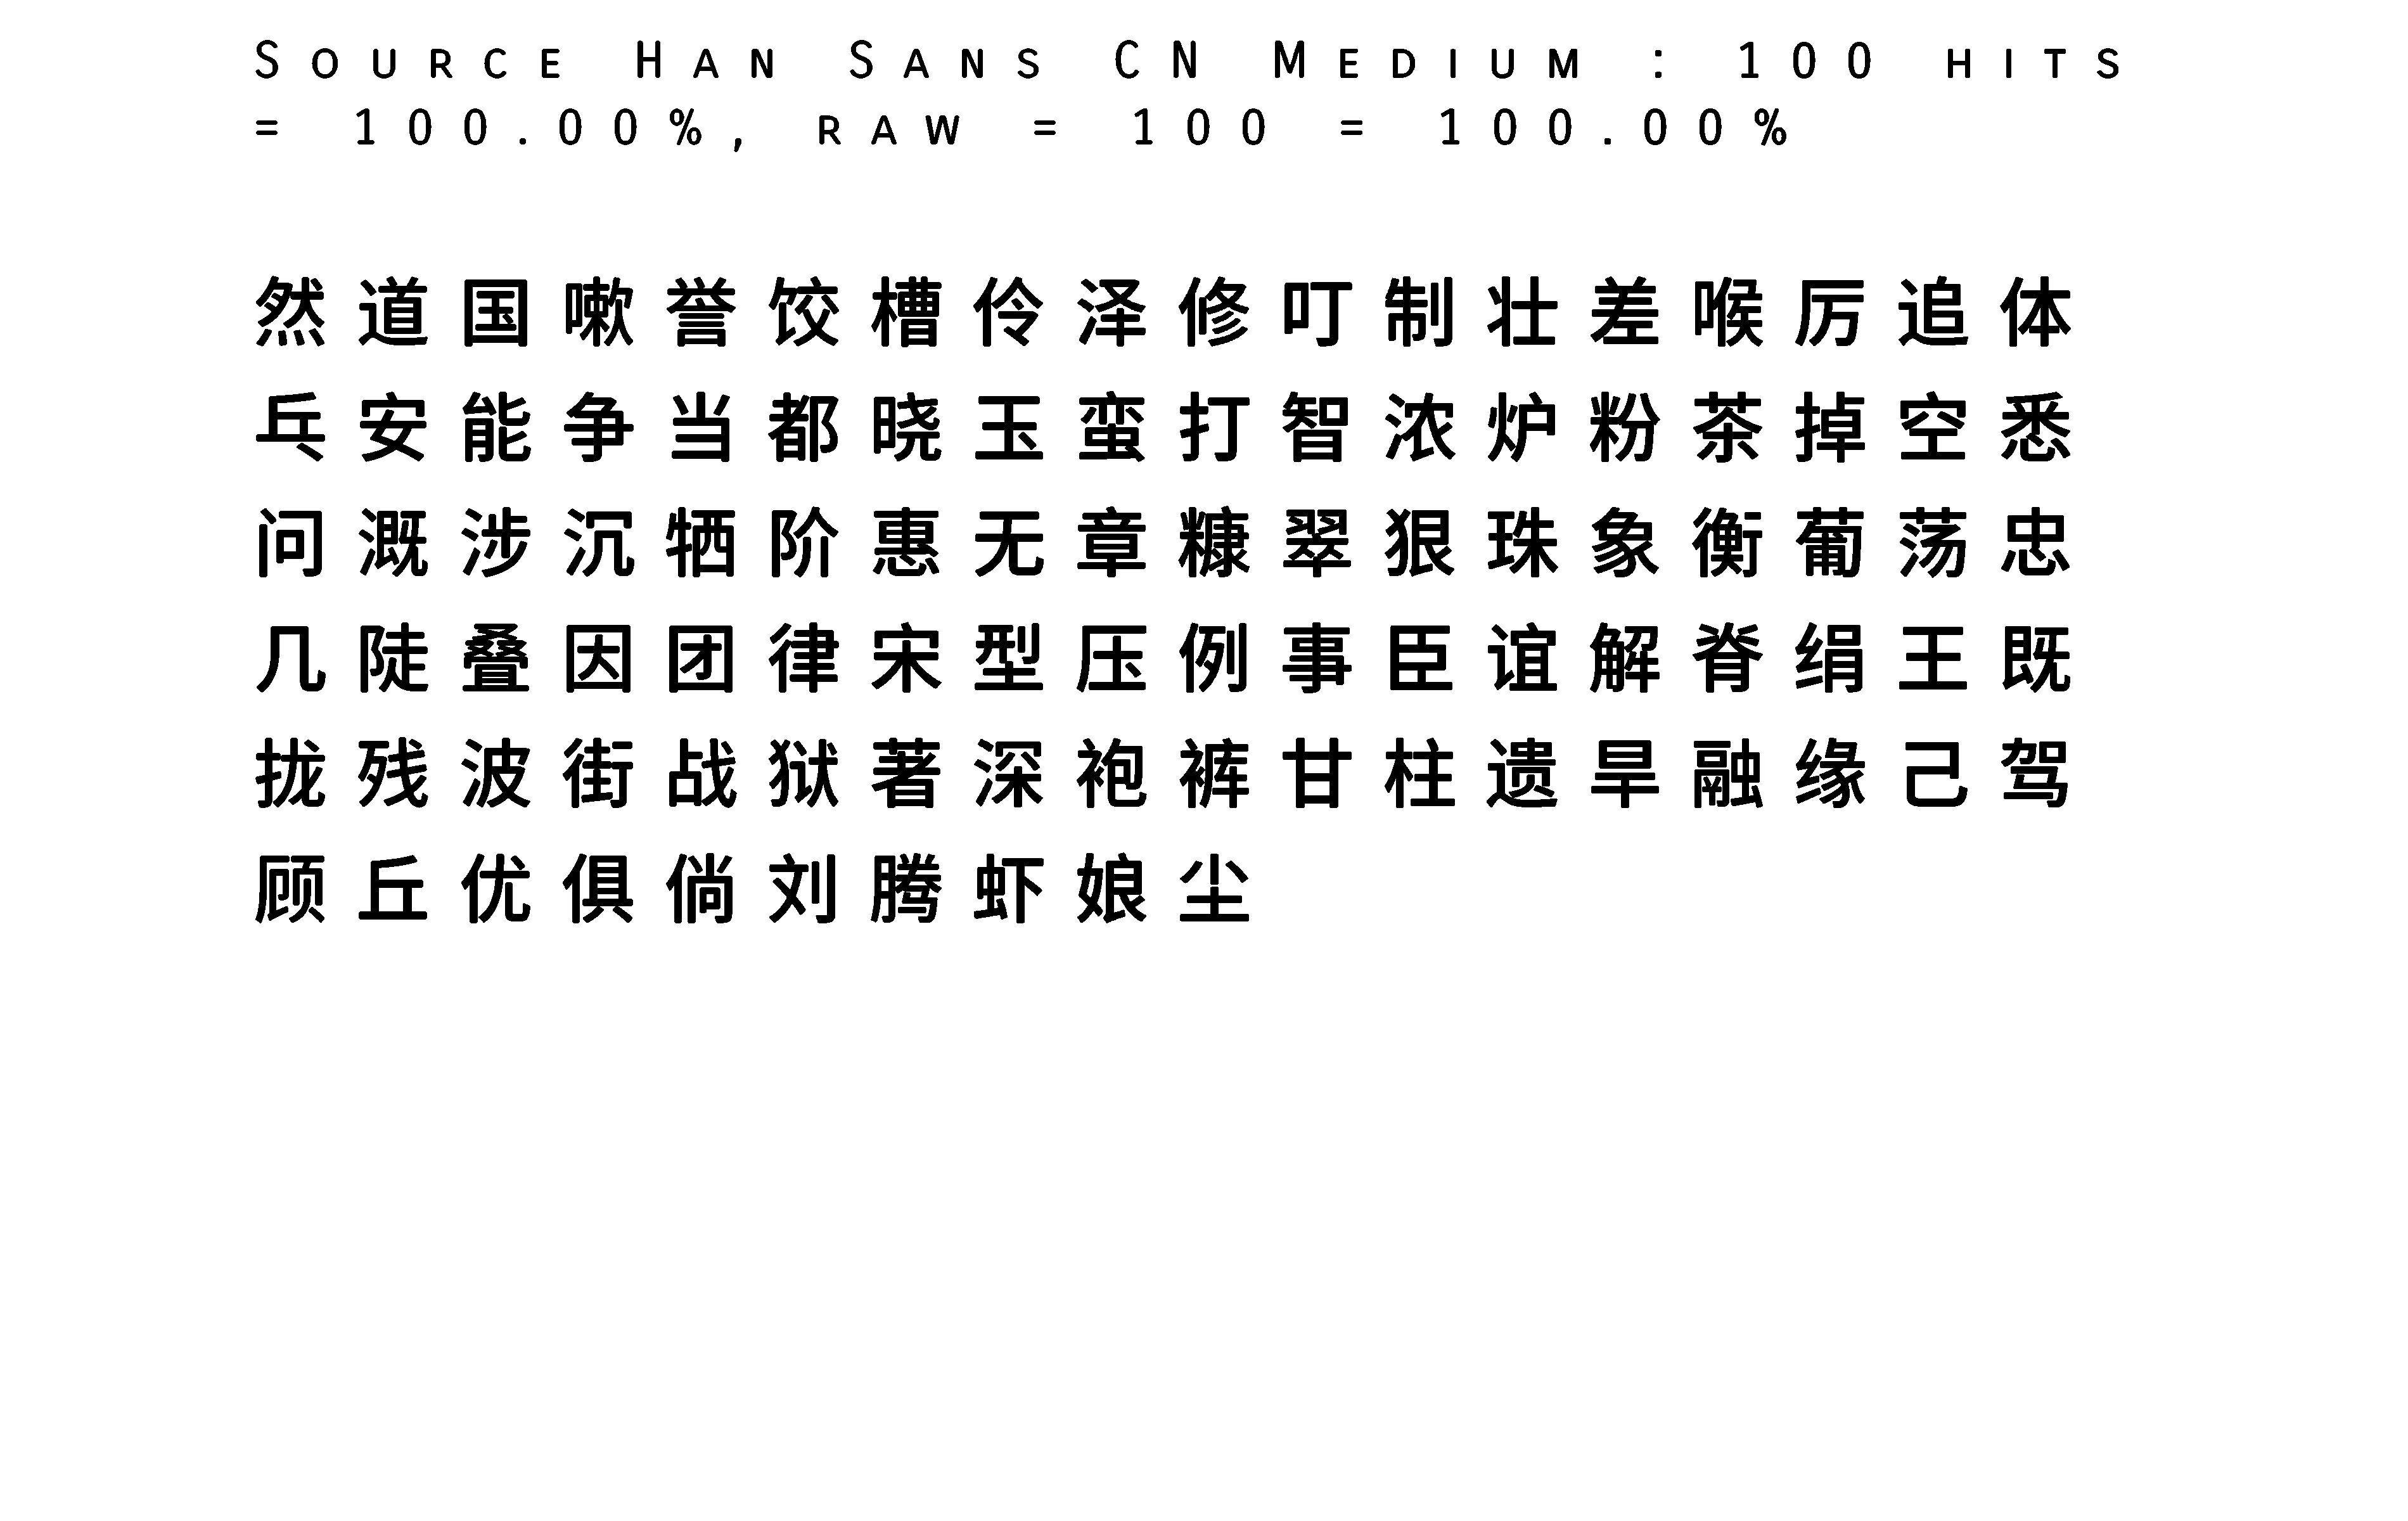 Source Han Sans CN Medium : 100 hits
= 100.00%, raw = 100 = 100.00%
然道国嗽誉饺槽伶泽修叮制壮差喉厉追体
乓安能争当都晓玉蛮打智浓炉粉茶掉空悉
问溉涉沉牺阶惠无章糠翠狠珠象衡葡荡忠
几陡叠因团律宋型压例事臣谊解脊绢王既
拢残波街战狱著深袍裤甘柱遗旱融缘己驾
顾丘优俱倘刘腾虾娘尘